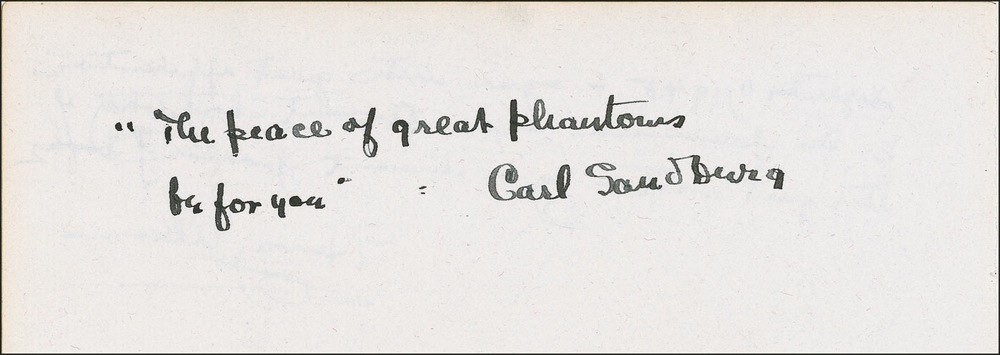 "The peace of great phantoms
be for you" = Carl Sandburg